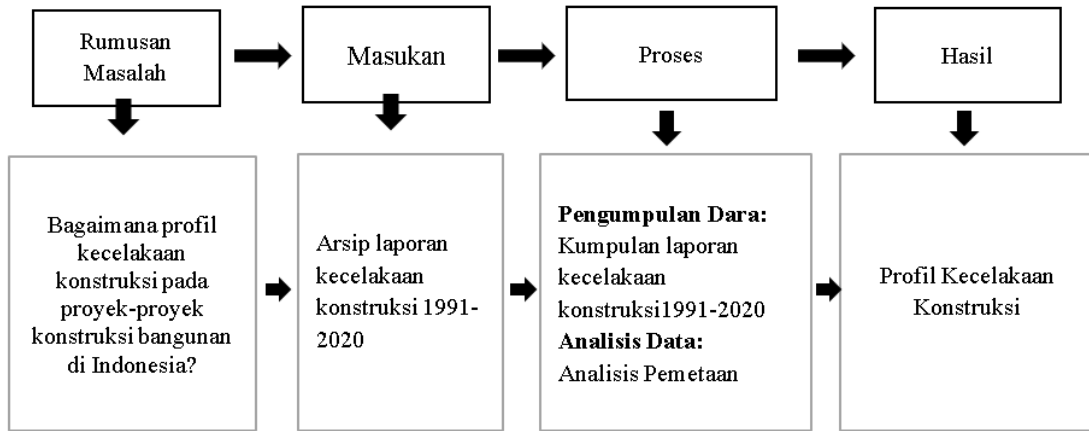 Rumusan
Masalah
Masukan
Proses
Hasil
Bagaimana profil
kecelakaan
konstruksi pada
proyek-proyek
konstruksi bangunan
di Indonesia?
Arsip laporan
kecelakaan
konstruksi 1991-
2020
Pengumpulan Dara:
Kumpulan laporan
kecelakaan
konstruksi1991-2020
Analisis Data:
Analisis Pemetaan
Profil Kecelakaan
Konstruksi